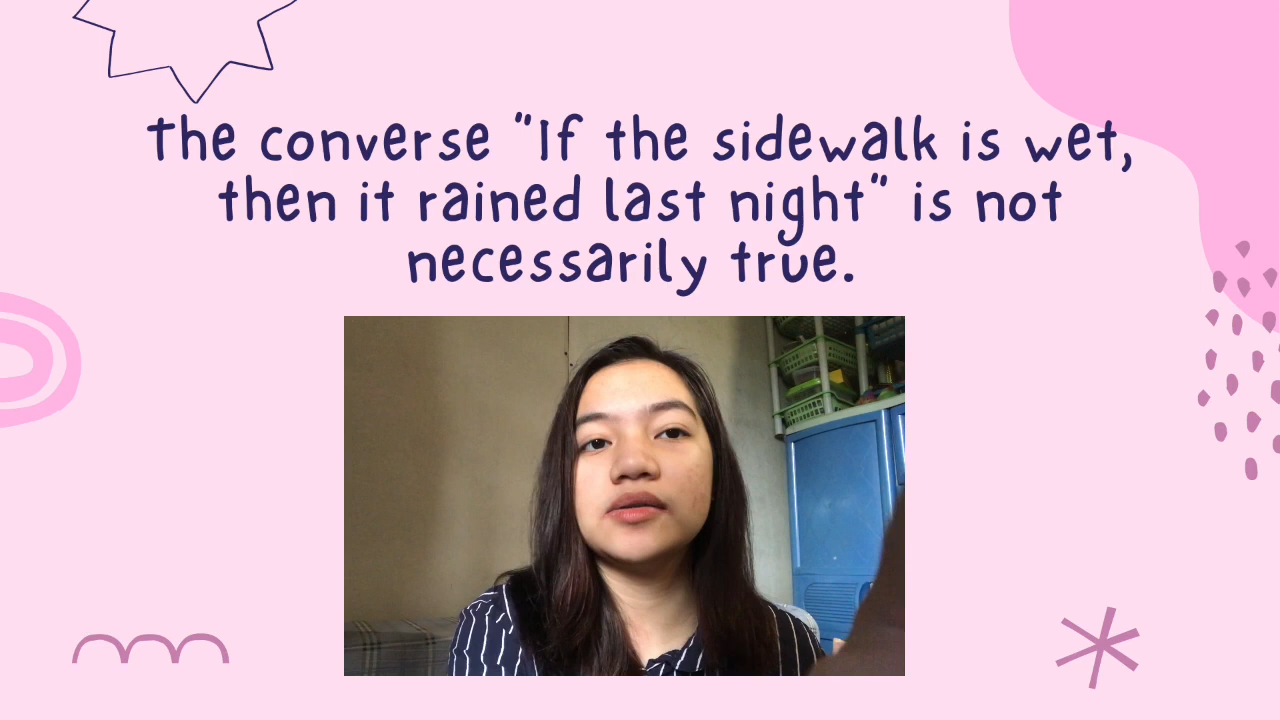 The converse "If the sidewalk is wet,
then it rained last night" is not
necessarily true.